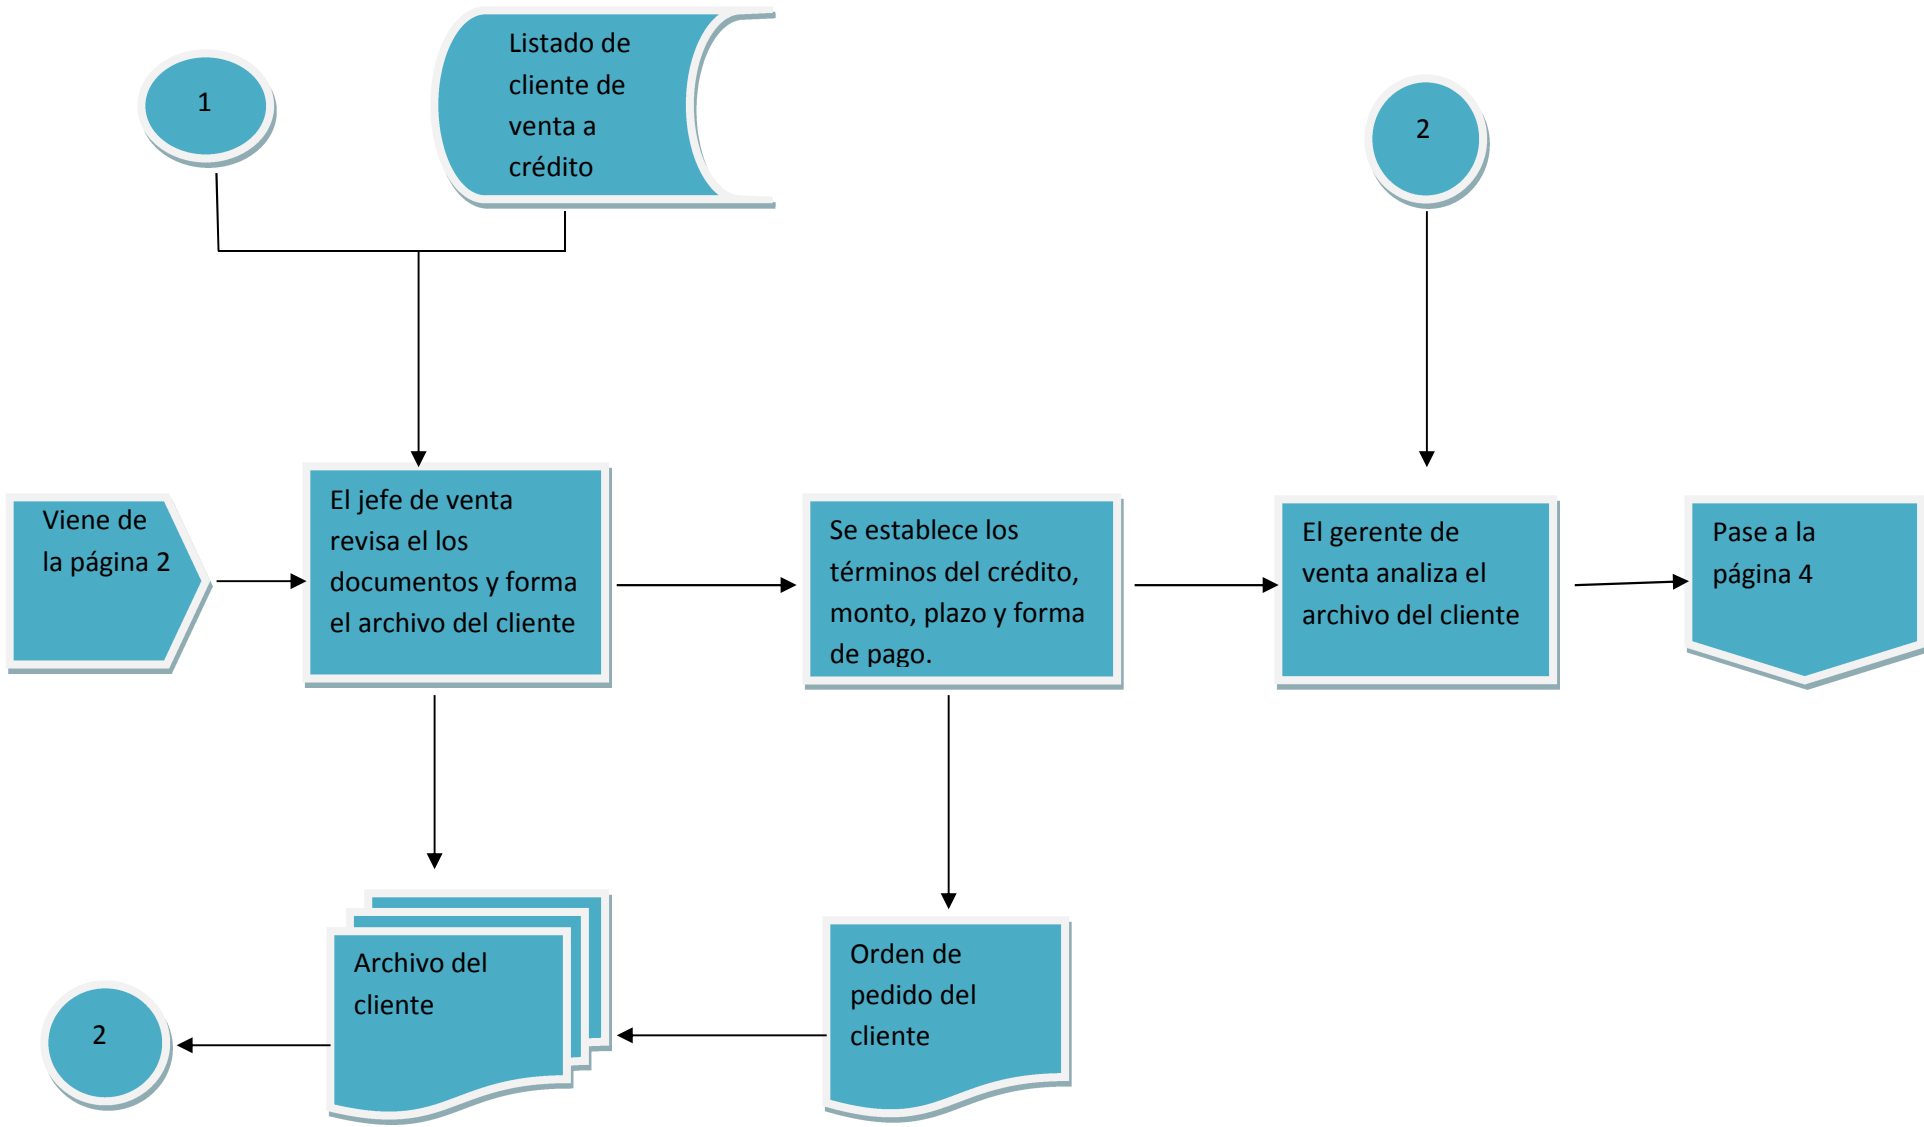 1
Listado de
cliente de
venta a
crédito
2
Viene de
la página 2
El jefe de venta
revisa el los
documentos y forma
el archivo del cliente
Se establece los
términos del crédito,
monto, plazo y forma
de pago.
El gerente de
venta analiza el
archivo del cliente
Pase a la
página 4
2
Archivo del
cliente
Orden de
pedido del
cliente